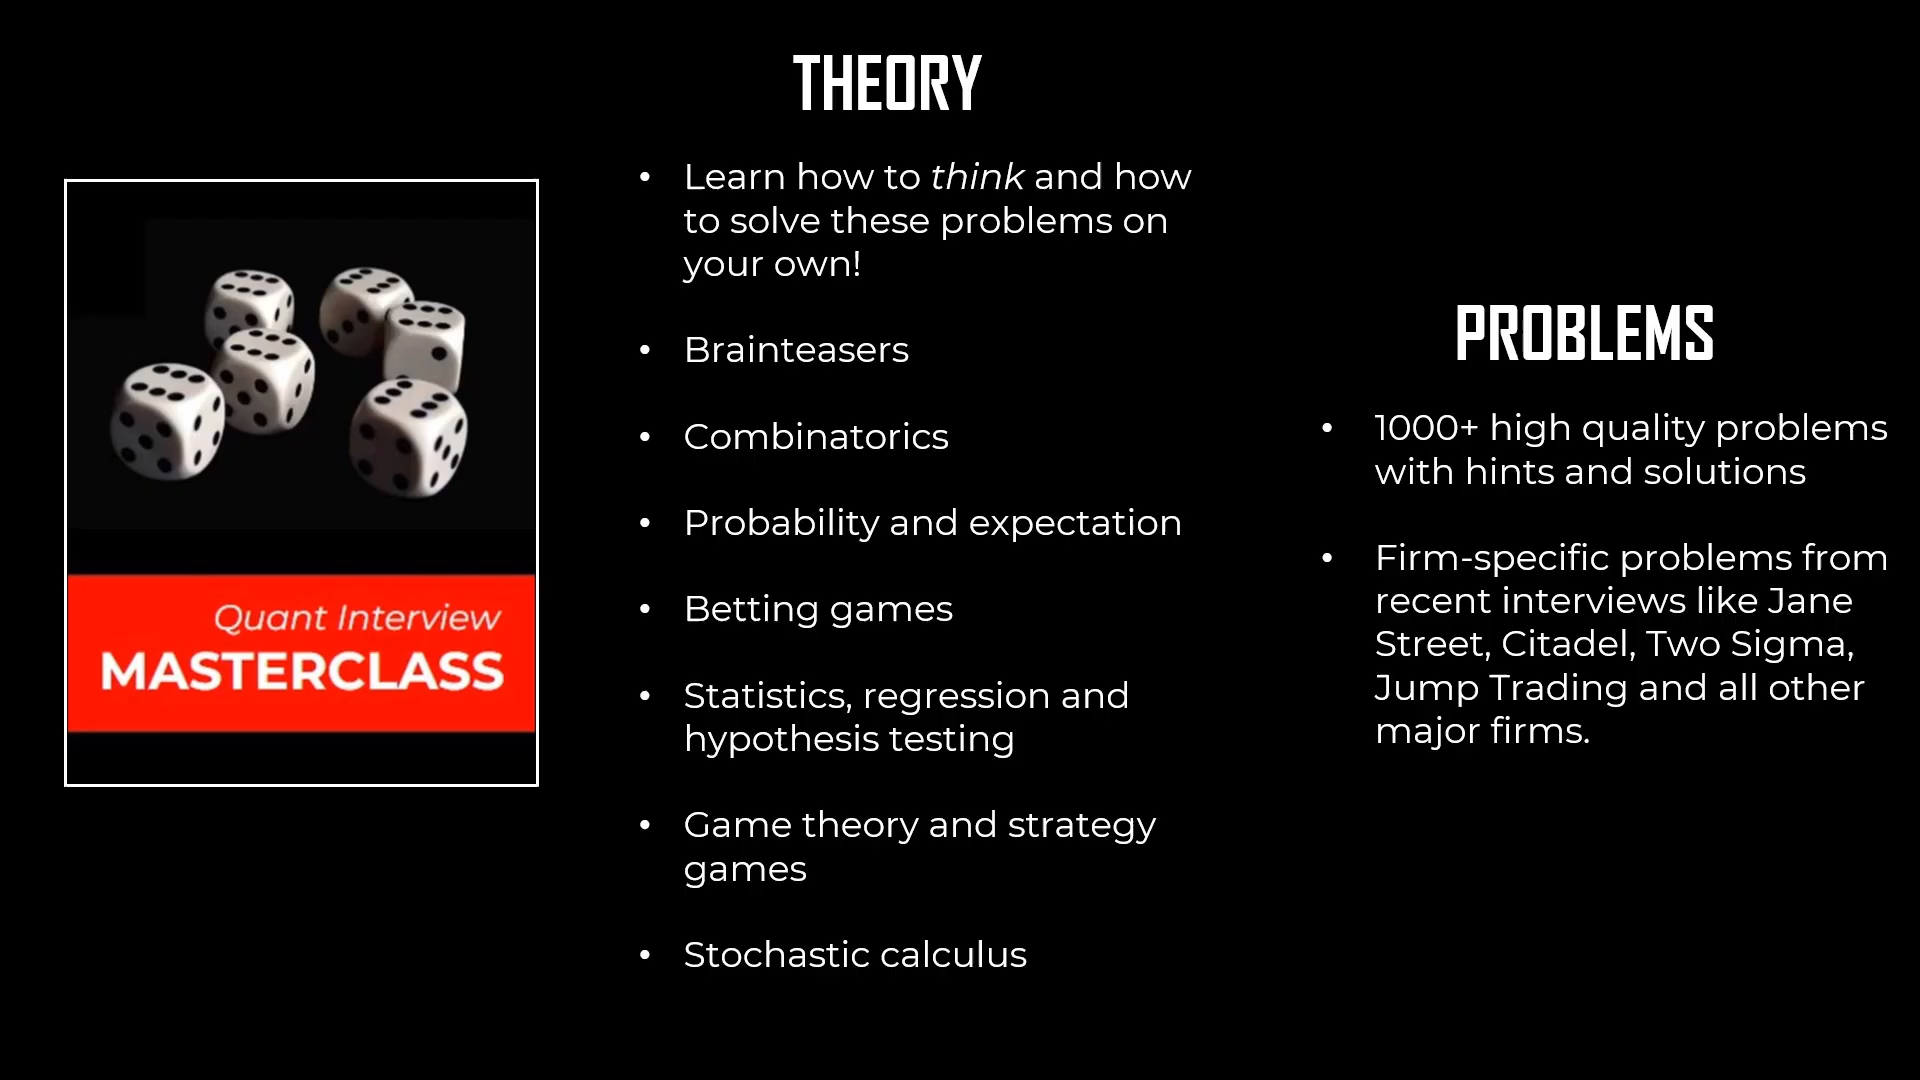 THEORY
• Learn how to think and how
to solve these problems on
your own!
• Brainteasers
• Combinatorics
• Probability and expectation
• Betting games
• Statistics, regression and
hypothesis testing
• Game theory and strategy
games
• Stochastic calculus
Quant Interview
MASTERCLASS
PROBLEMS
• 1000+ high quality problems
with hints and solutions
• Firm-specific problems from
recent interviews like Jane
Street, Citadel, Two Sigma,
Jump Trading and all other
major firms.